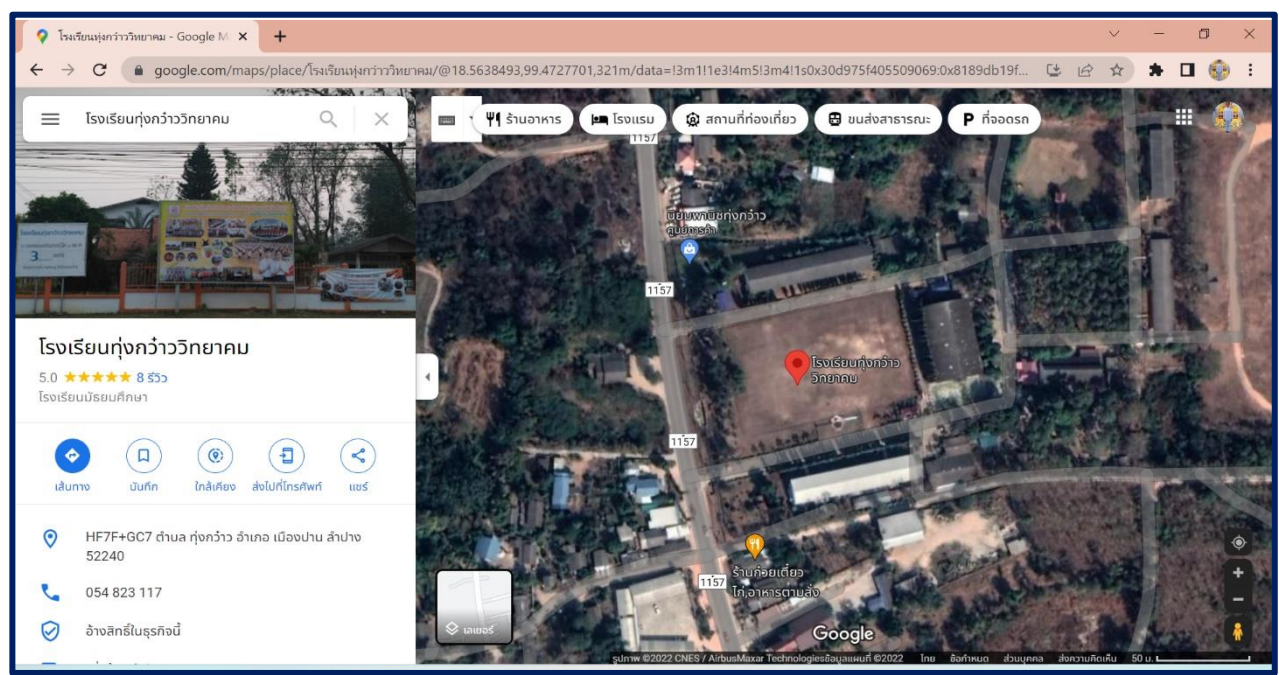 โรงเรียนทุ่งกว๋าววิทยาคม - Google M
google.com/maps/place/โรงเรียนทุ่งกว๋าววิทยาคม/@18.5638493,99.4727701,321m/data=!3m1!1e3!4m5!3m4!1s0x30d975f405509069:0x8189db19f...
โรงเรียนทุ่งกว๋าววิทยาคม
ร้านอาหาร
โรงแรม
สถานที่ท่องเที่ยว
ขนส่งสาธารณะ
P ที่จอดรถ
3
โรงเรียนทุ่งกว๋าววิทยาคม
5.0 ★★★★★ 8 รีวิว
โรงเรียนมัธยมศึกษา
เส้นทาง
บันทึก
ใกล้เคียง
ส่งไปที่โทรศัพท์
แชร์
HF7F+GC7 ตำบล ทุ่งกว๋าว อำเภอ เมืองปาน ลำปาง
52240
054 823 117
อ้างสิทธิ์ในธุรกิจนี้
1157
นิยมพานิชทุ่งกว๋าว
ศูนย์การค้า
1157
โรงเรียนทุ่งกว๋าว
วิทยาคม
1157
ร้านก๋วยเตี๋ยว
ไก่,อาหารตามสั่ง
1157
เลเยอร์
Google
รูปภาพ ©2022 CNES / Airbus,Maxar Technologies,ข้อมูลแผนที่ ©2022 ไทย ข้อกำหนด ส่วนบุคคล ส่งความคิดเห็น 50 ม.